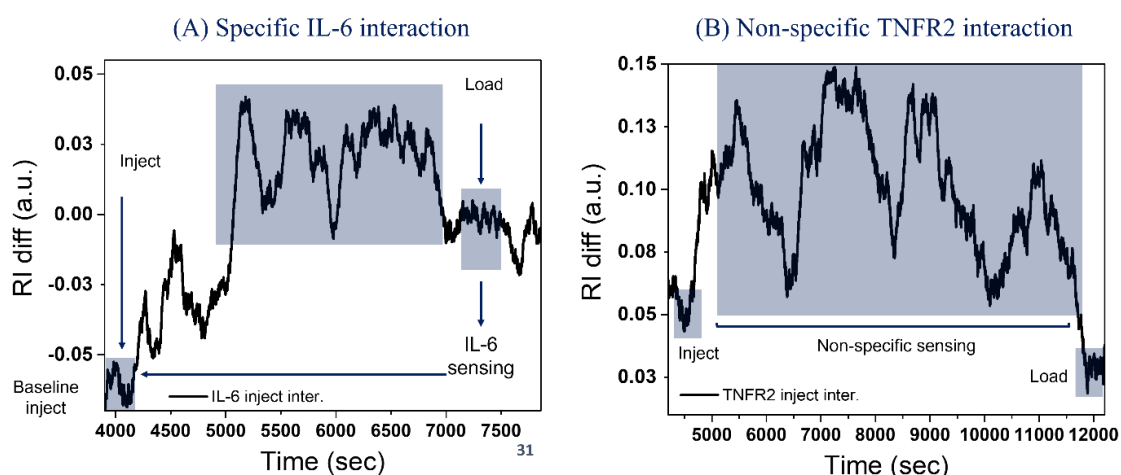 (A) Specific IL-6 interaction
0.05
0.03
0.00
-0.03
-0.05
RI diff (a.u.)
Inject
Load
Baseline
inject
IL-6
sensing
IL-6 inject inter.
4000 4500 5000 5500 6000 6500 7000 7500
Time (sec)
31
(B) Non-specific TNFR2 interaction
0.15
0.13
0.10
0.08
0.05
0.03
RI diff (a.u.)
Inject
Non-specific sensing
Load
TNFR2 inject inter.
5000 6000 7000 8000 9000 10000 11000 12000
Time (sec)